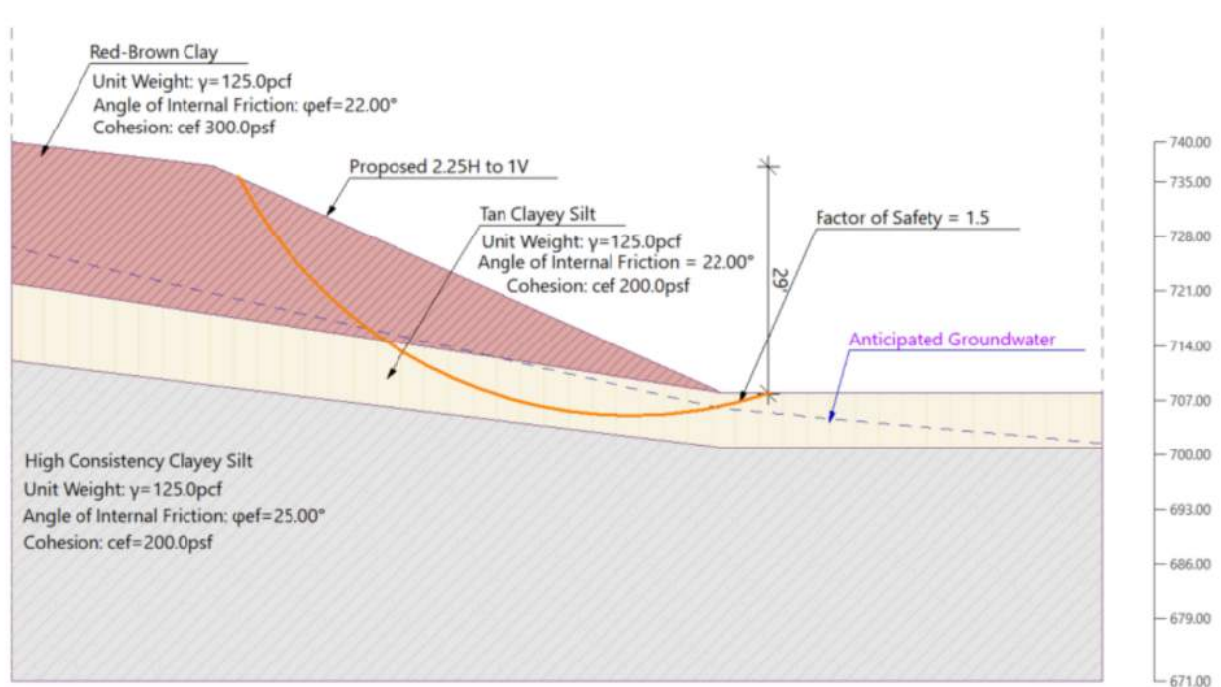 Red-Brown Clay
Unit Weight: γ=125.0pcf
Angle of Internal Friction: φef=22.00°
Cohesion: cef 300.0psf
Proposed 2.25H to 1V
Tan Clayey Silt
Unit Weight: γ=125.0pcf
Angle of Internal Friction = 22.00°
Cohesion: cef 200.0psf
Factor of Safety = 1.5
29'
Anticipated Groundwater
High Consistency Clayey Silt
Unit Weight: γ=125.0pcf
Angle of Internal Friction: φef=25.00°
Cohesion: cef=200.0psf
740.00
735.00
728.00
721.00
714.00
707.00
700.00
693.00
686.00
679.00
671.00